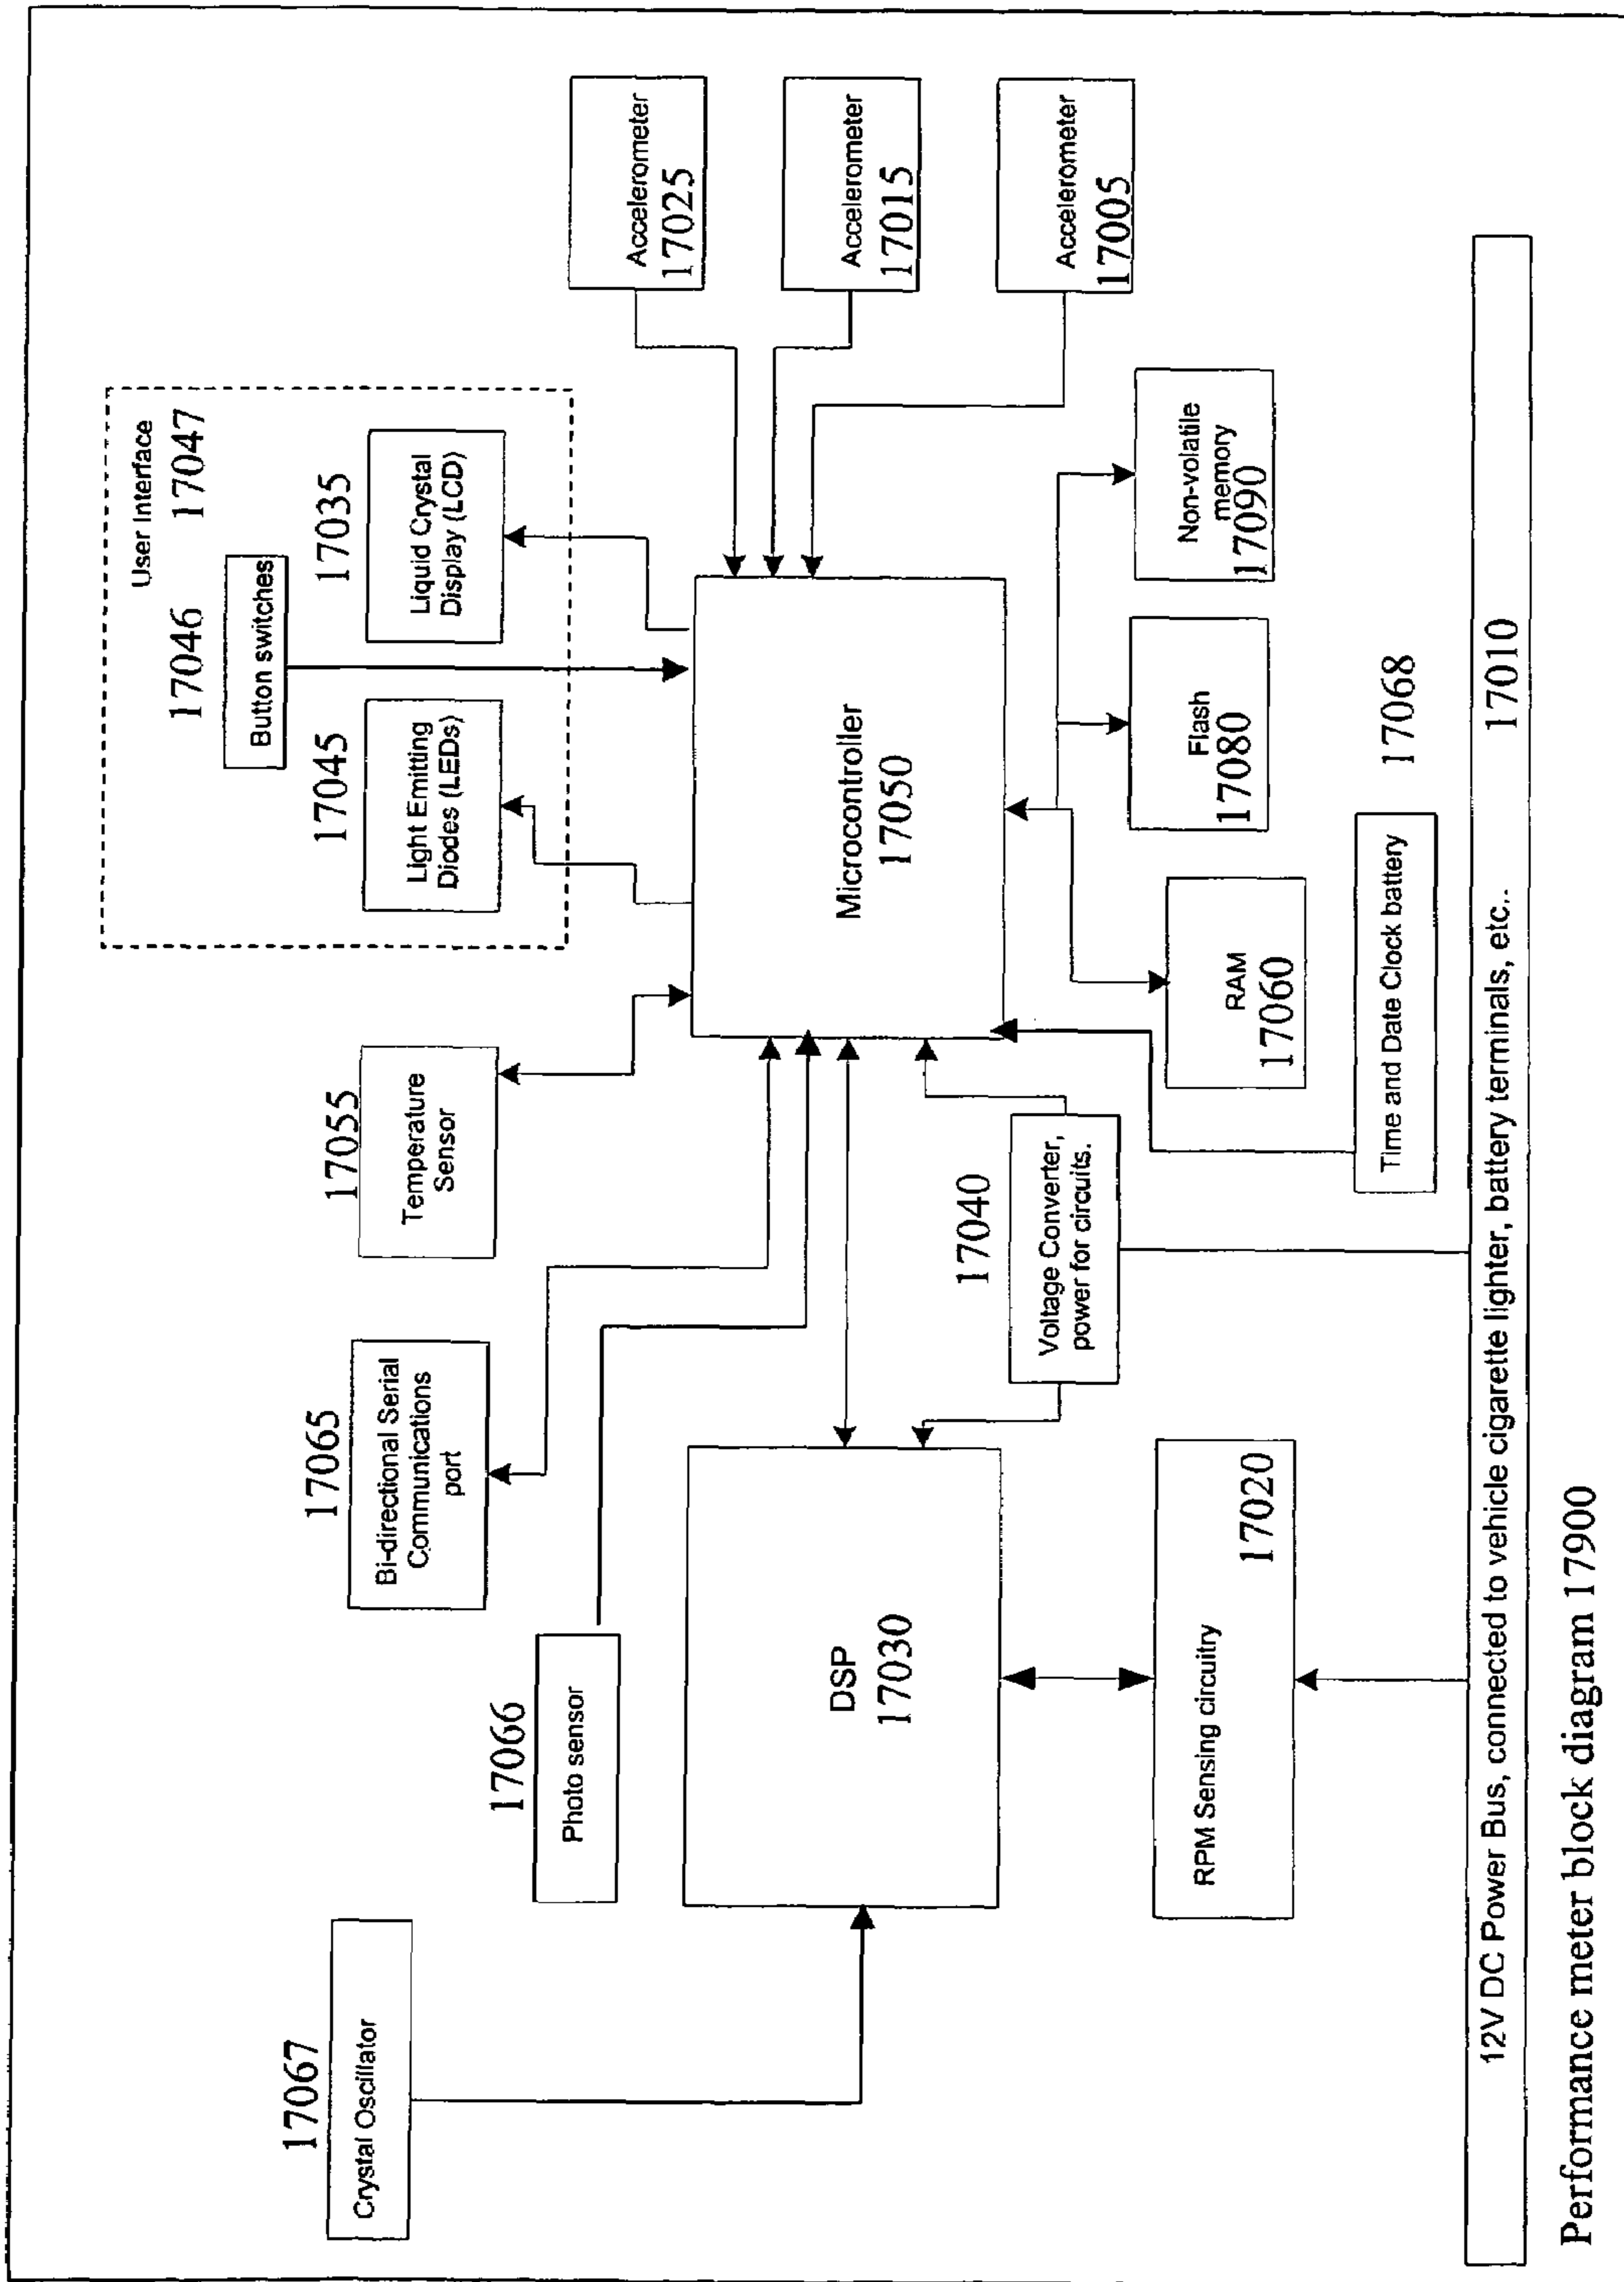 User Interface
17046
17047
Button switches
17045
17035
Light Emitting
Diodes (LEDs)
Liquid Crystal
Display (LCD)
17067
Crystal Oscillator
17065
Bi-directional Serial
Communications
port
17055
Temperature
Sensor
17066
Photo sensor
Accelerometer
17025
Accelerometer
17015
Accelerometer
17005
DSP
17030
Microcontroller
17050
17040
Voltage Converter,
power for circuits.
RPM Sensing circuitry
17020
RAM
17060
Flash
17080
Non-volatile
memory
17090
Time and Date Clock battery
17068
12V DC Power Bus, connected to vehicle cigarette lighter, battery terminals, etc..
17010
Performance meter block diagram 17900